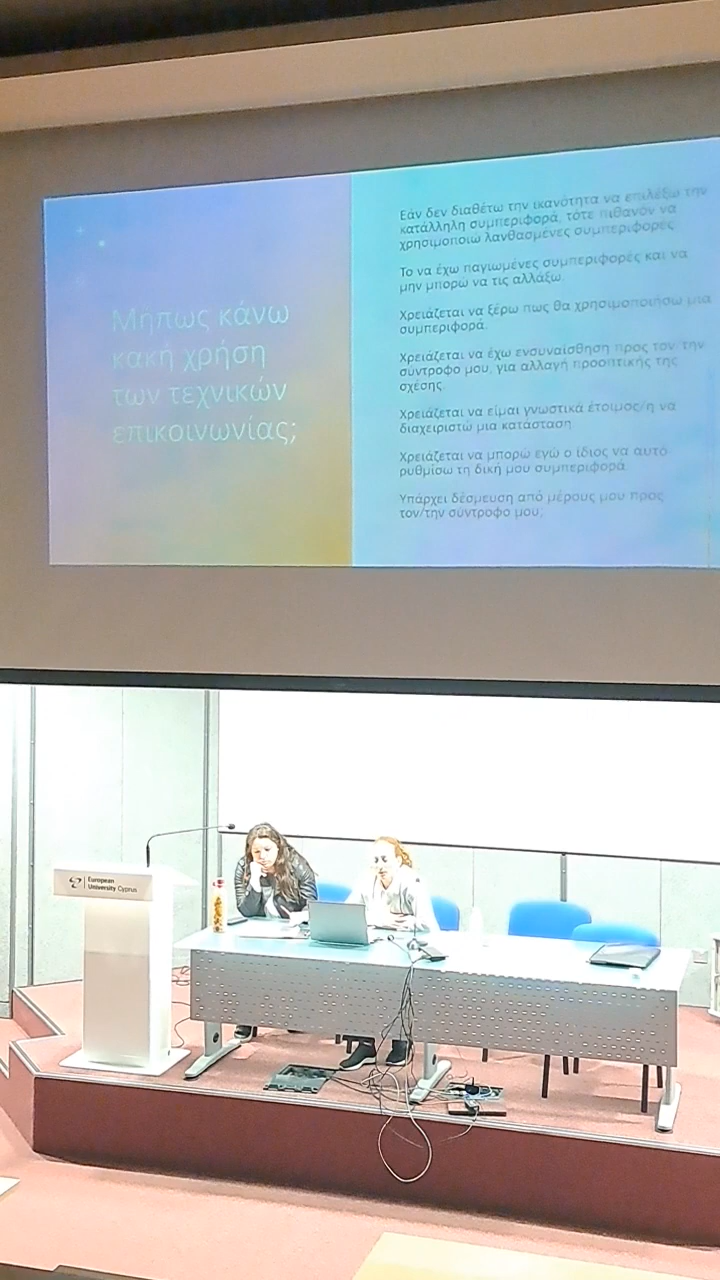 Μήπως κάνω
κακή χρήση
των τεχνικών
επικοινωνίας;
Εάν δεν διαθέτω την ικανότητα να επιλέξω την
κατάλληλη συμπεριφορά, τότε πιθανόν να
χρησιμοποιώ λανθασμένες συμπεριφορές.
Το να έχω παγιωμένες συμπεριφορές και να
μην μπορώ να τις αλλάξω.
Χρειάζεται να ξέρω πως θα χρησιμοποιήσω μια
συμπεριφορά.
Χρειάζεται να έχω ενσυναίσθηση προς τον την
σύντροφο μου, για αλλαγή προοπτικής της
σχέσης.
Χρειάζεται να είμαι γνωστικά έτοιμος/η να
διαχειριστώ μια κατάσταση
Χρειάζεται να μπορώ εγώ ο ίδιος να αυτο
ρυθμίσω τη δική μου συμπεριφορά.
Υπάρχει δέσμευση από μέρους μου προς
τον/την σύντροφο μου;
European
University Cyprus